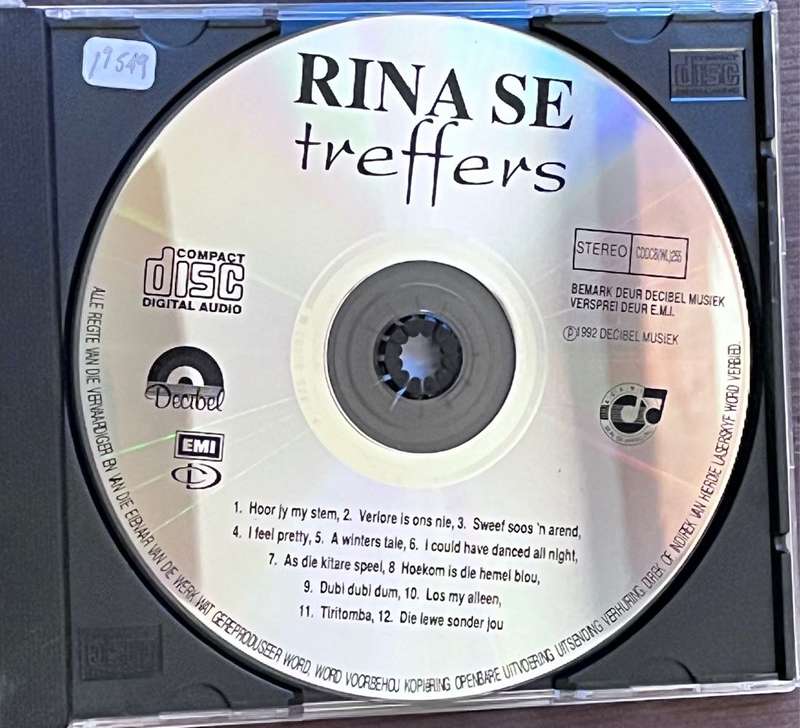 19549
disc
RINA SE
treffers
COMPACT
disc
DIGITAL AUDIO
STEREO CDDCB(WL)255
BEMARK DEUR DECIBEL MUSIEK
VERSPREI DEUR E.M.I.
Ⓟ1992 DECIBEL MUSIEK
Decibel
EMI
1. Hoor jy my stem, 2. Verlore is ons nie, 3. Sweef soos 'n arend,
4. I feel pretty, 5. A winters tale, 6. I could have danced all night,
7. As die kitare speel, 8 Hoekom is die hemel blou,
9. Dubi dubi dum, 10. Los my alleen,
11. Tiritomba, 12. Die lewe sonder jou
ALLE REGTE VAN DIE VERVAARDIGER EN VAN DIE EIENAAR VAN DIE WERK WAT GEREPRODUSEER WORD, WORD VOORBEHOU KOPIERING OPENBARE UITVOERING UITSENDING VERHURING DIREK OF INDIREK VAN HIERDIE LASERSKYF WORD VERBIED.